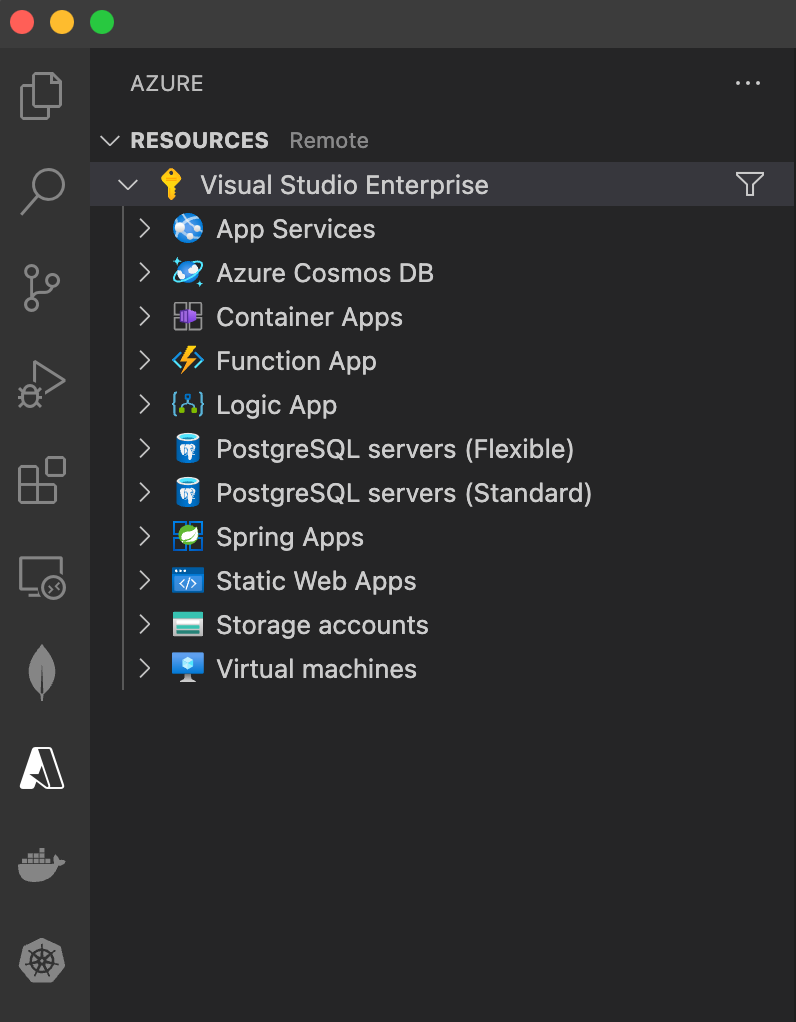 AZURE
RESOURCES Remote
Visual Studio Enterprise
App Services
Azure Cosmos DB
Container Apps
Function App
Logic App
PostgreSQL servers (Flexible)
PostgreSQL servers (Standard)
Spring Apps
Static Web Apps
Storage accounts
Virtual machines